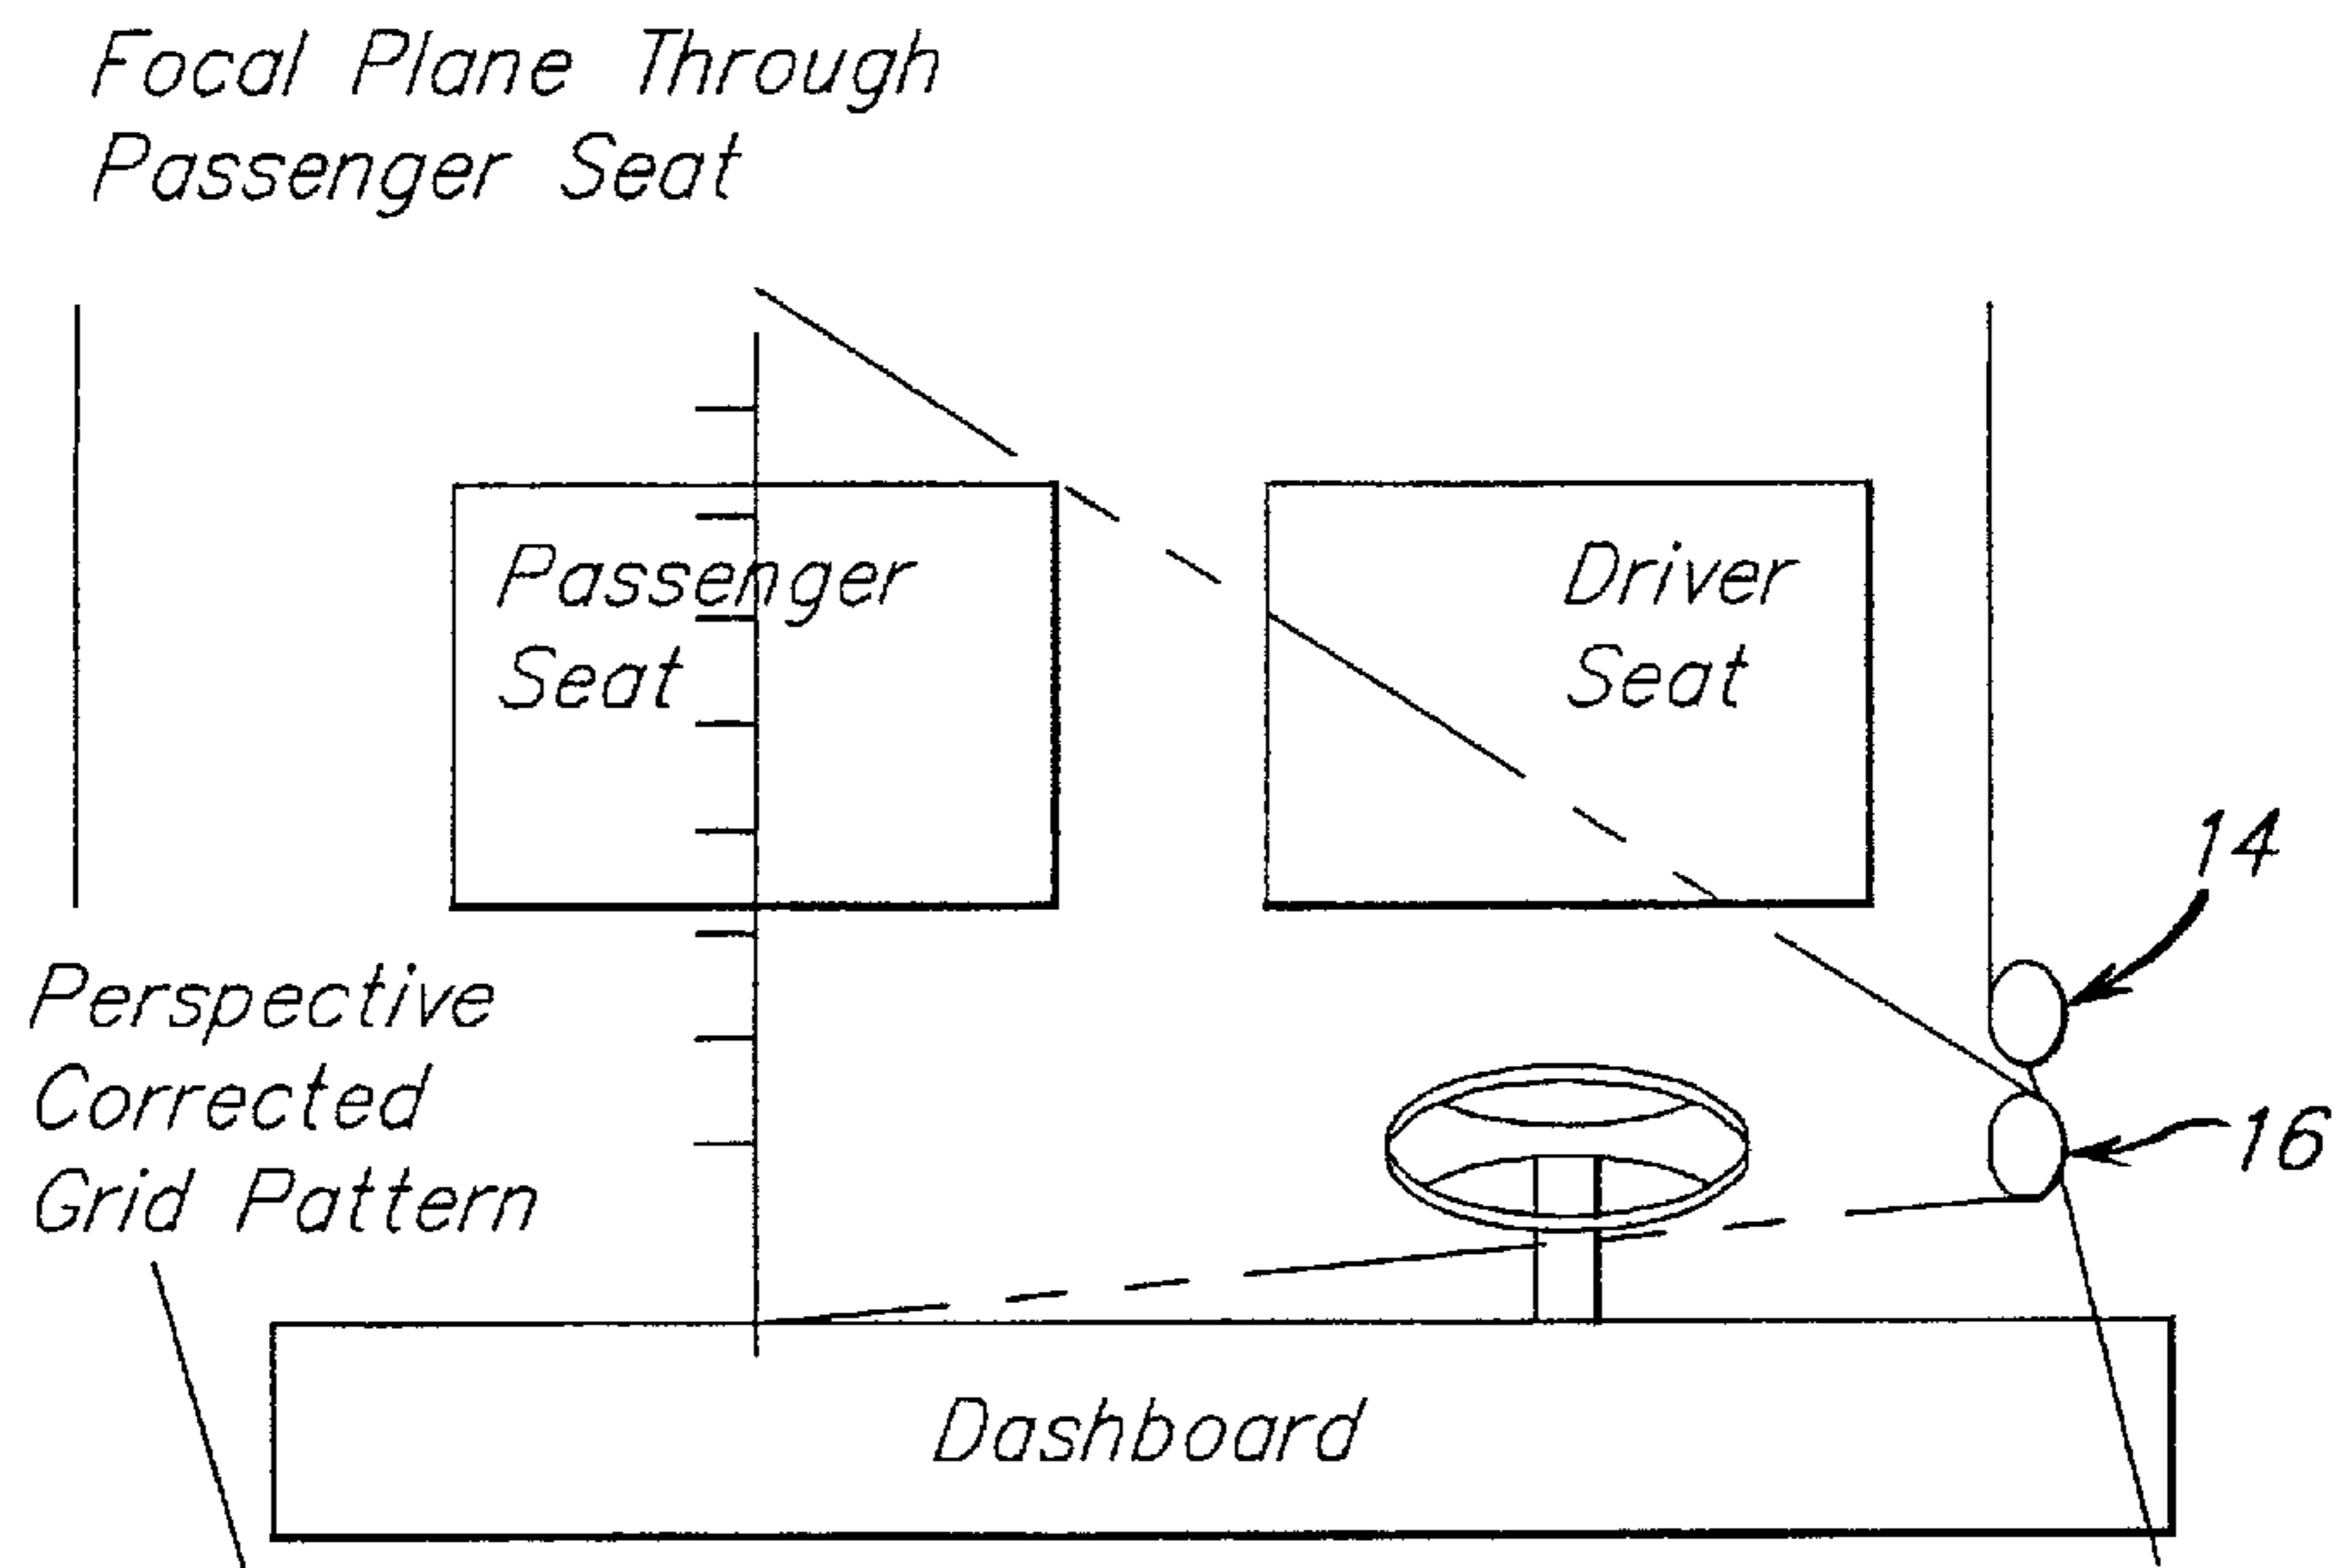 Focal Plane Through
Passenger Seat
Passenger
Seat
Driver
Seat
14
Perspective
Corrected
Grid Pattern
16
Dashboard